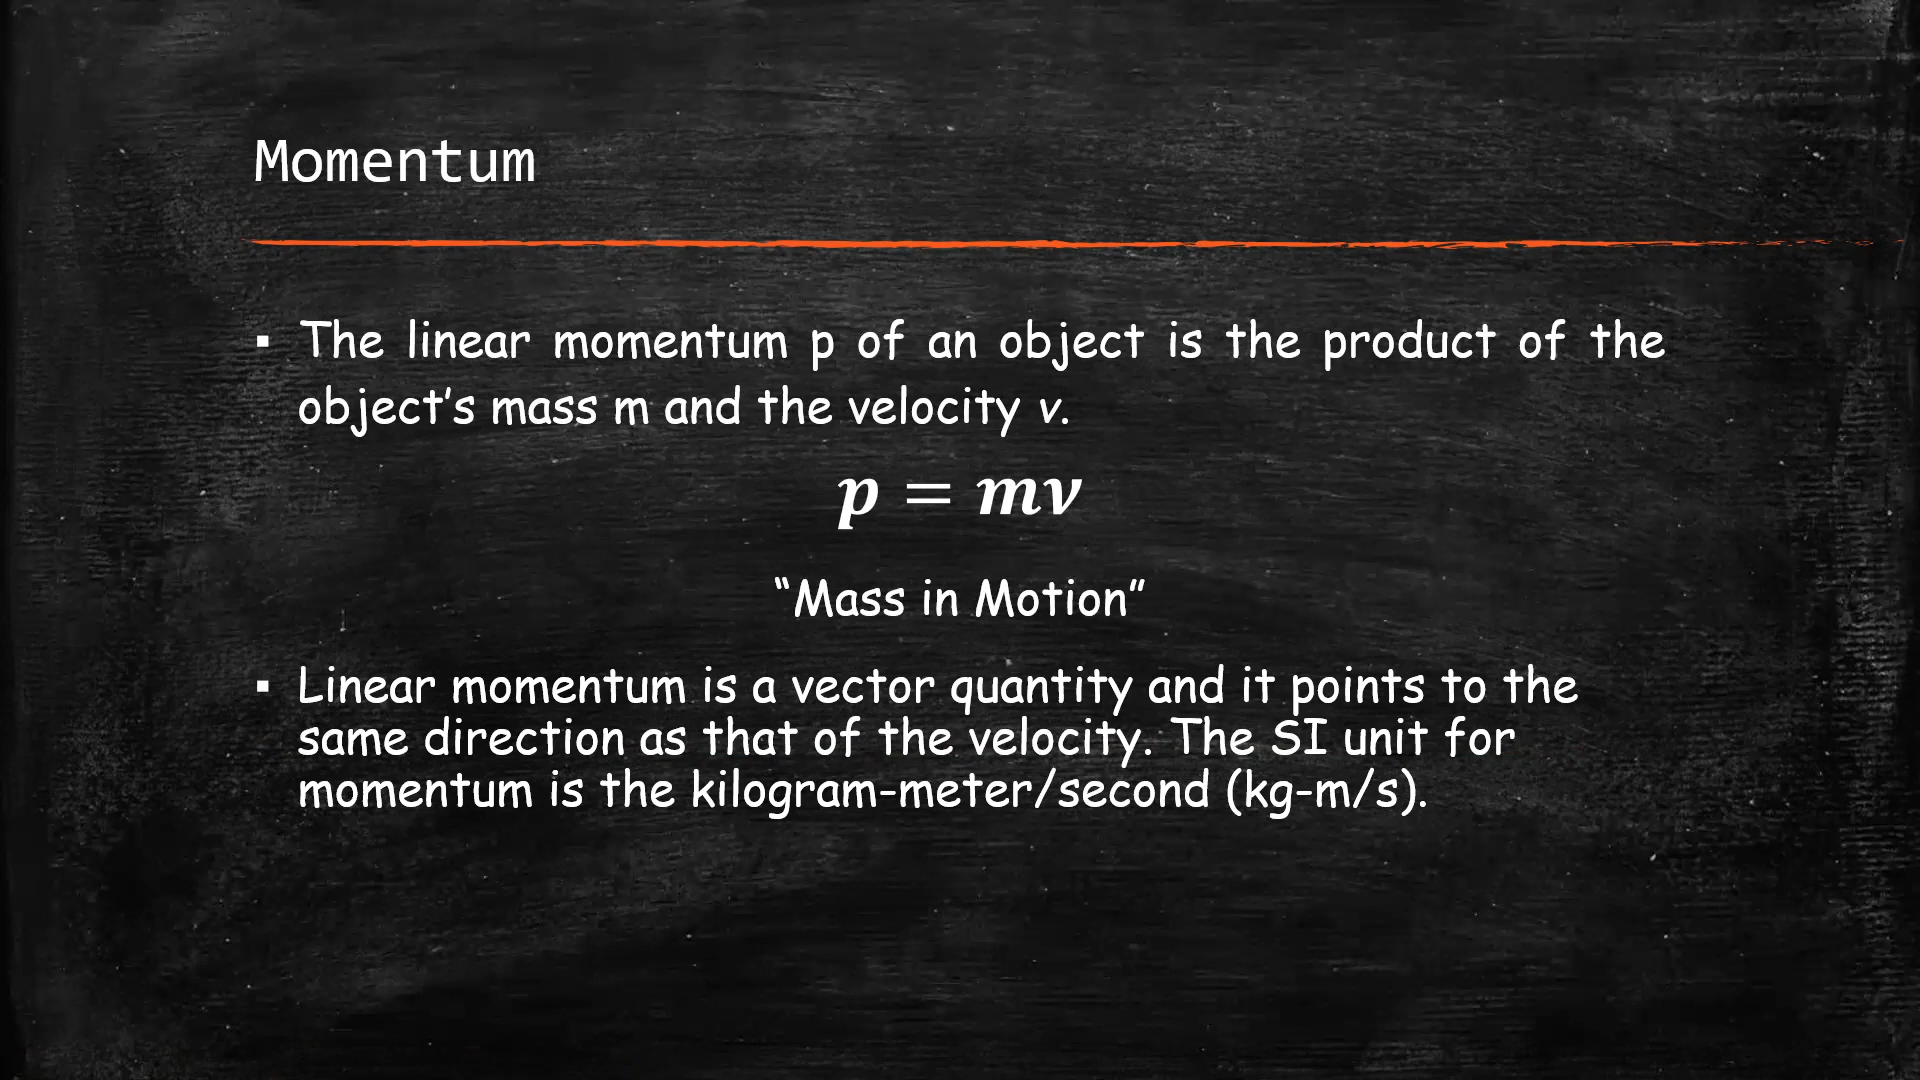 Momentum
▪ The linear momentum p of an object is the product of the
object’s mass m and the velocity v.
p = mv
“Mass in Motion”
▪ Linear momentum is a vector quantity and it points to the
same direction as that of the velocity. The SI unit for
momentum is the kilogram-meter/second (kg-m/s).